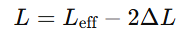 L = L_eff − 2ΔL